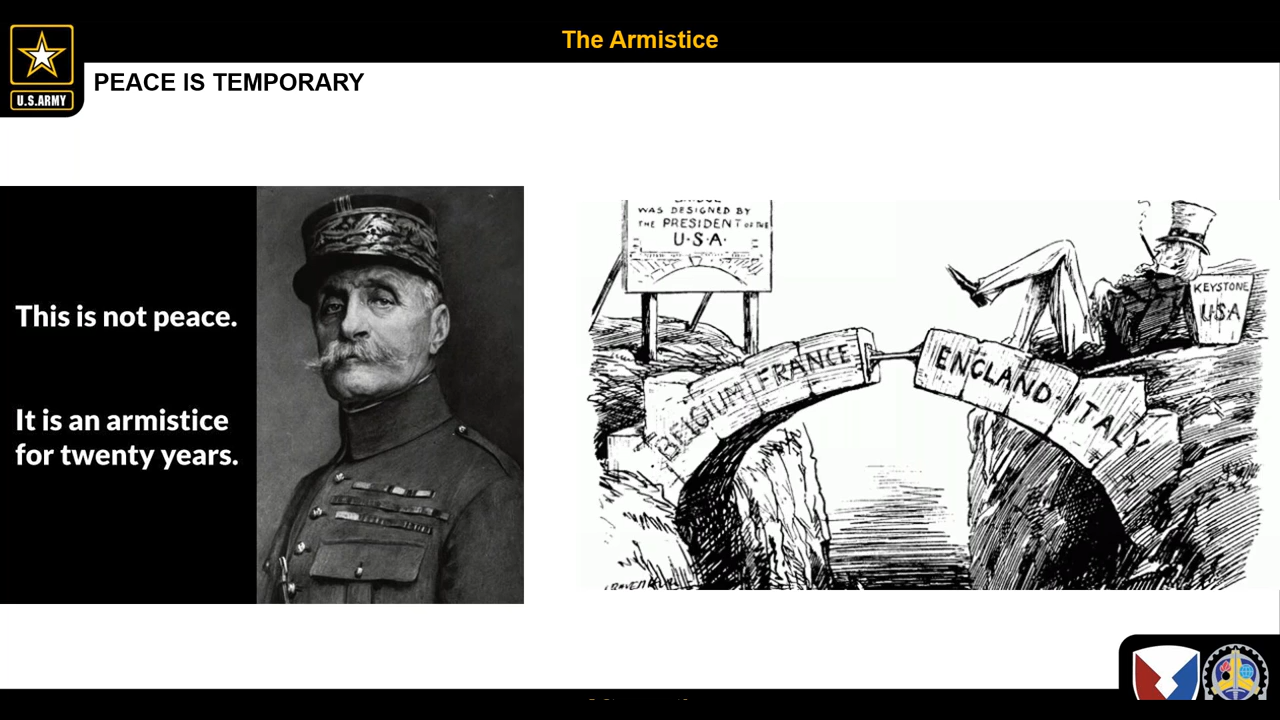 The Armistice
U.S.ARMY
PEACE IS TEMPORARY
This is not peace.
It is an armistice
for twenty years.
WAS DESIGNED BY
THE PRESIDENT OF THE
U·S·A·
KEYSTONE
USA
BELGIUM FRANCE
ENGLAND·ITALY